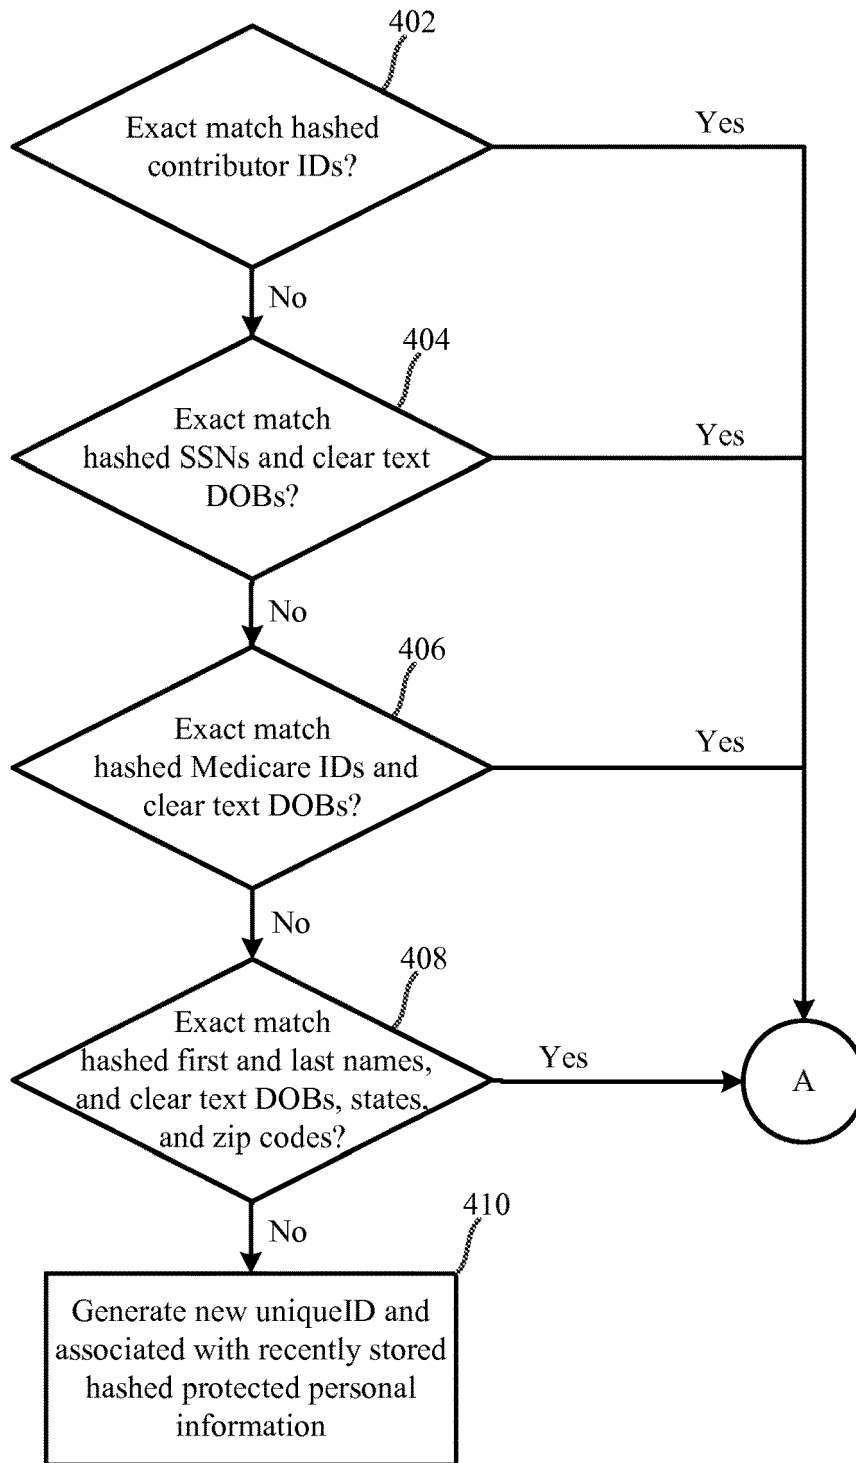 402
Exact match hashed
contributor IDs?
Yes
No
404
Exact match
hashed SSNs and clear text
DOBs?
Yes
No
406
Exact match
hashed Medicare IDs and
clear text DOBs?
Yes
No
408
Exact match
hashed first and last names,
and clear text DOBs, states,
and zip codes?
Yes
A
No
410
Generate new uniqueID and
associated with recently stored
hashed protected personal
information